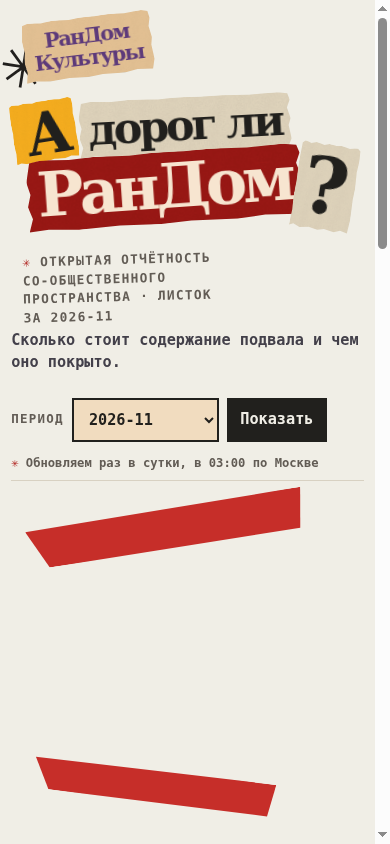 РанДом
Культуры
А дорог ли
РанДом?
✳ ОТКРЫТАЯ ОТЧЁТНОСТЬ
СО-ОБЩЕСТВЕННОГО
ПРОСТРАНСТВА · ЛИСТОК
ЗА 2026-11
Сколько стоит содержание подвала и чем
оно покрыто.
ПЕРИОД 2026-11 Показать
✳ Обновляем раз в сутки, в 03:00 по Москве